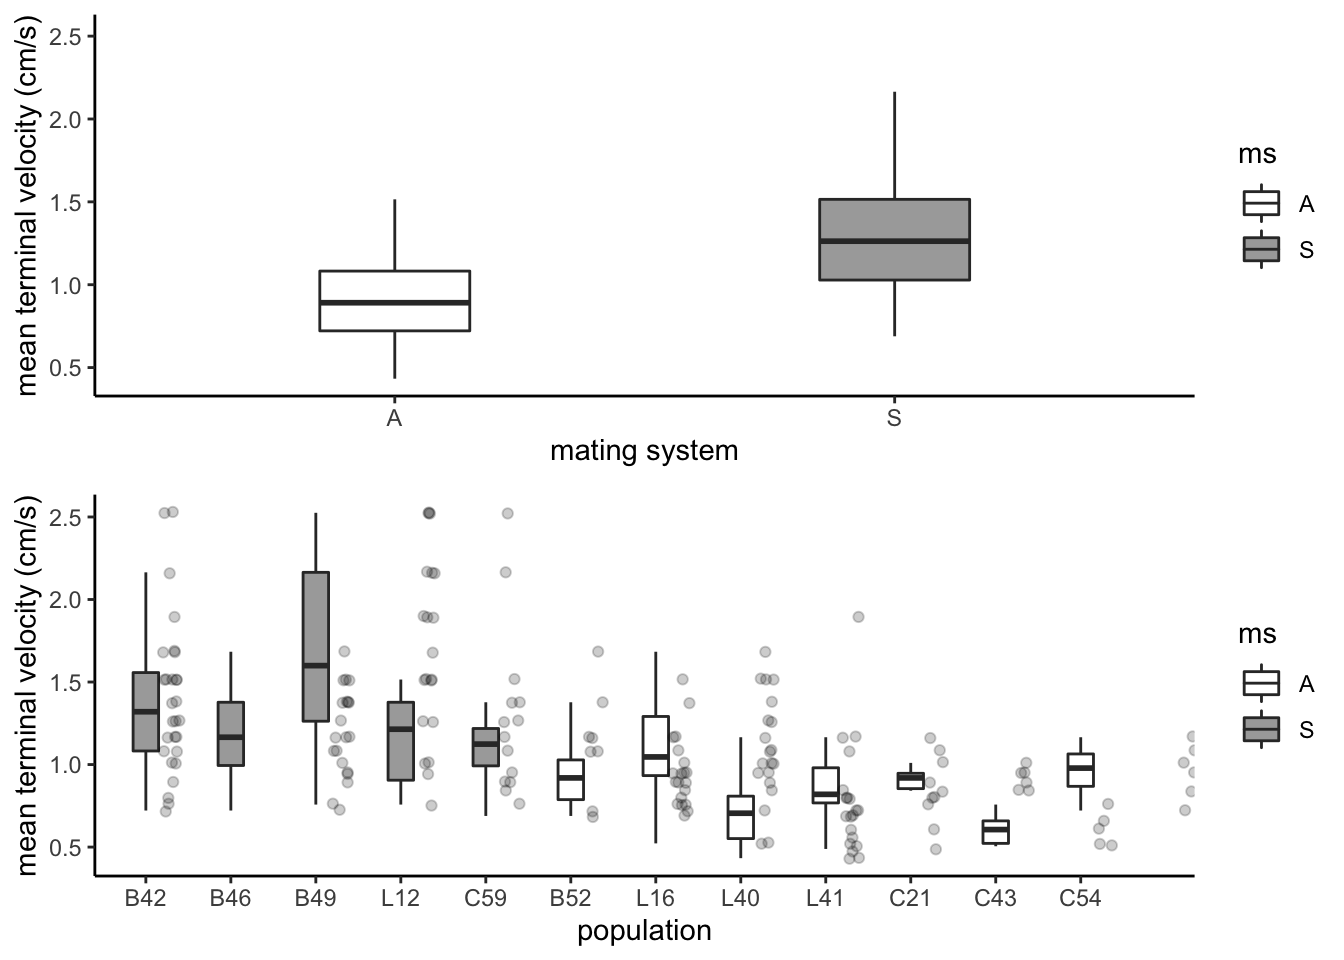 mean terminal velocity (cm/s)
2.5
2.0
1.5
1.0
0.5
A S
mating system
ms
A
S
mean terminal velocity (cm/s)
2.5
2.0
1.5
1.0
0.5
B42 B46 B49 L12 C59 B52 L16 L40 L41 C21 C43 C54
population
ms
A
S